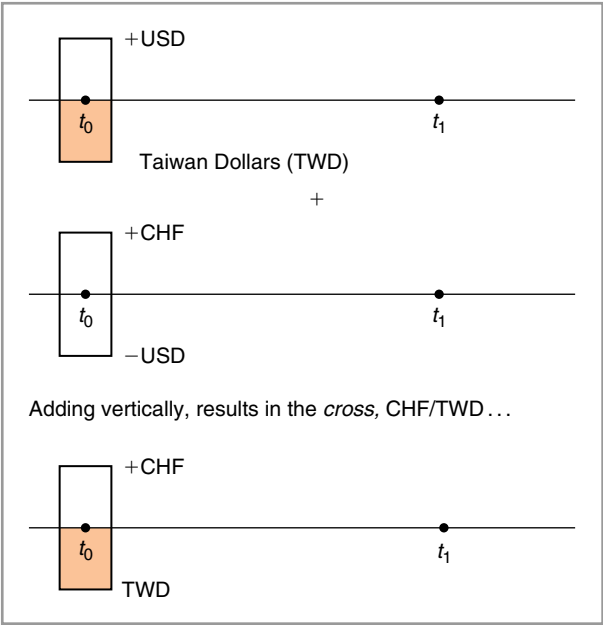 +USD
t0
t1
Taiwan Dollars (TWD)
+
+CHF
t0
t1
−USD
Adding vertically, results in the cross, CHF/TWD...
+CHF
t0
t1
TWD